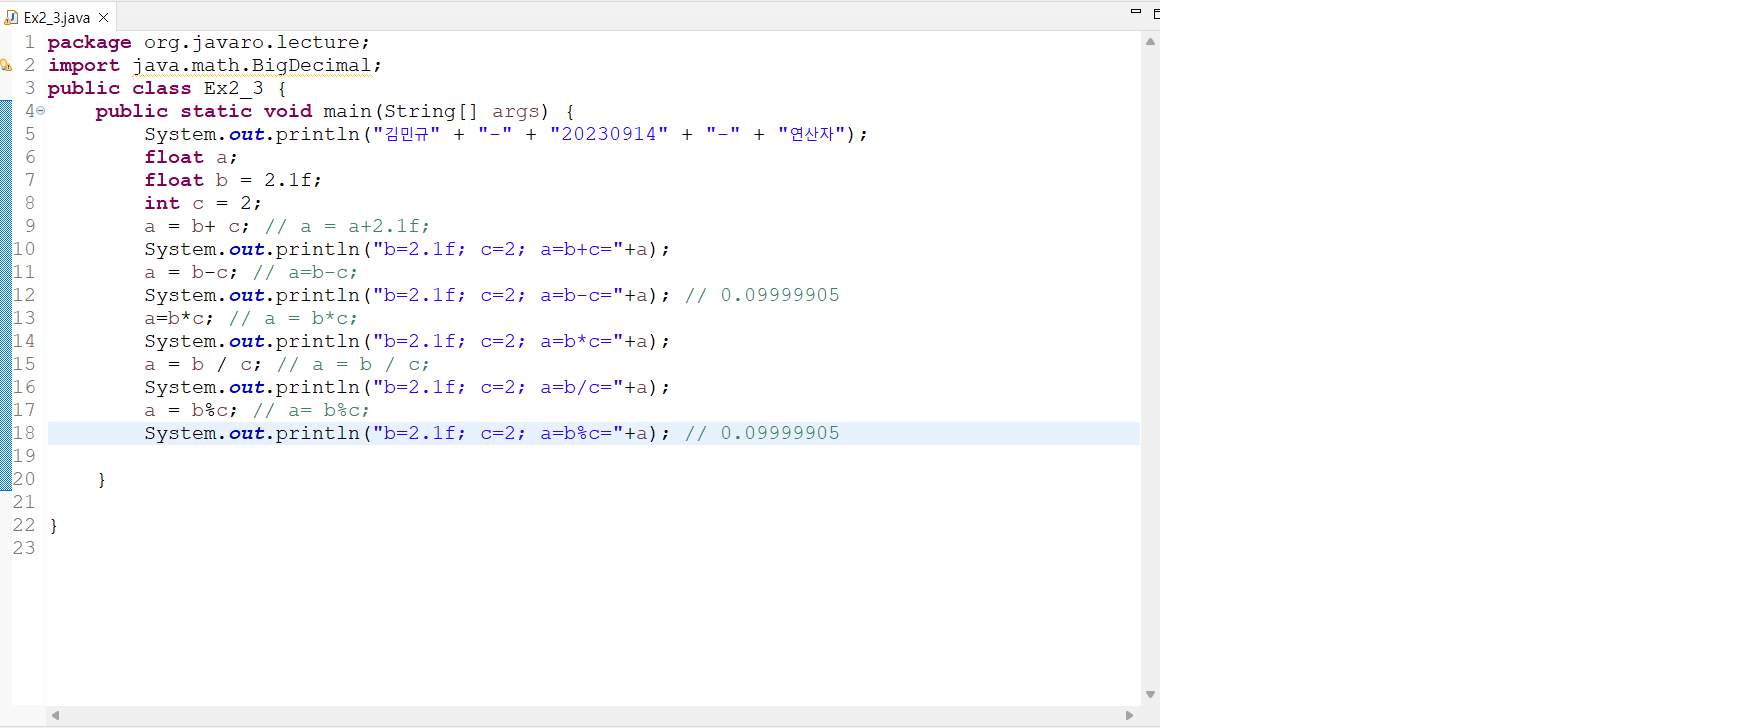 Ex2_3.java
1 package org.javaro.lecture;
2 import java.math.BigDecimal;
3 public class Ex2_3 {
4 public static void main(String[] args) {
5 System.out.println("김민규" + "-" + "20230914" + "-" + "연산자");
6 float a;
7 float b = 2.1f;
8 int c = 2;
9 a = b+ c; // a = a+2.1f;
10 System.out.println("b=2.1f; c=2; a=b+c="+a);
11 a = b-c; // a=b-c;
12 System.out.println("b=2.1f; c=2; a=b-c="+a); // 0.09999905
13 a=b*c; // a = b*c;
14 System.out.println("b=2.1f; c=2; a=b*c="+a);
15 a = b / c; // a = b / c;
16 System.out.println("b=2.1f; c=2; a=b/c="+a);
17 a = b%c; // a= b%c;
18 System.out.println("b=2.1f; c=2; a=b%c="+a); // 0.09999905
19
20 }
21
22 }
23